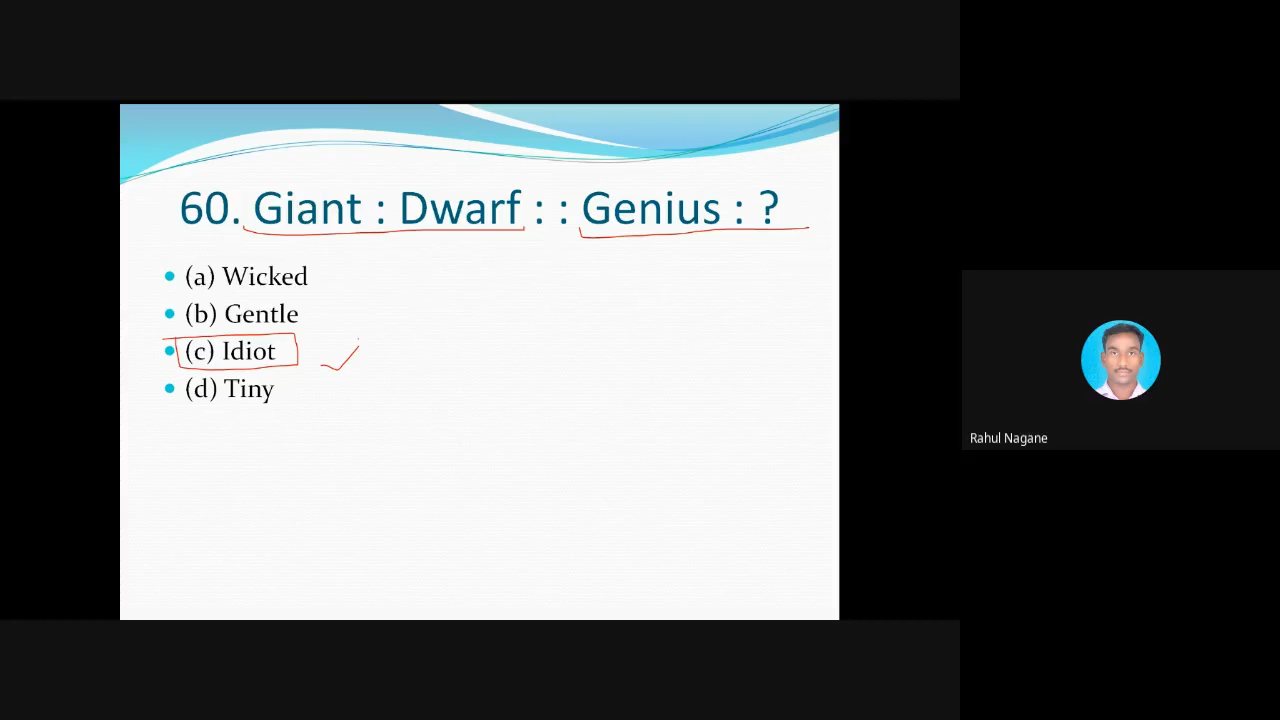 60. Giant : Dwarf : : Genius : ?
(a) Wicked
(b) Gentle
(c) Idiot
(d) Tiny
Rahul Nagane